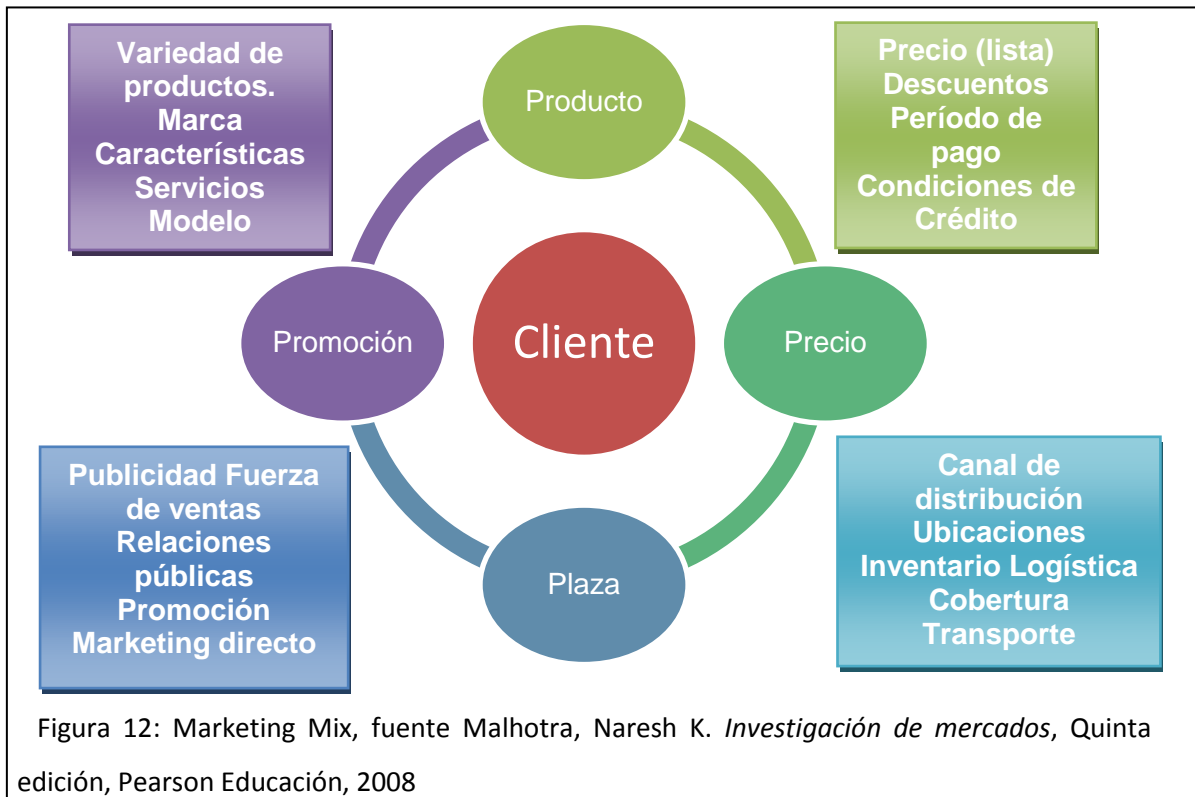 Variedad de
productos.
Marca
Características
Servicios
Modelo
Producto
Precio (lista)
Descuentos
Período de
pago
Condiciones de
Crédito
Promoción
Cliente
Precio
Publicidad Fuerza
de ventas
Relaciones
públicas
Promoción
Marketing directo
Plaza
Canal de
distribución
Ubicaciones
Inventario Logística
Cobertura
Transporte
Figura 12: Marketing Mix, fuente Malhotra, Naresh K. Investigación de mercados, Quinta
edición, Pearson Educación, 2008